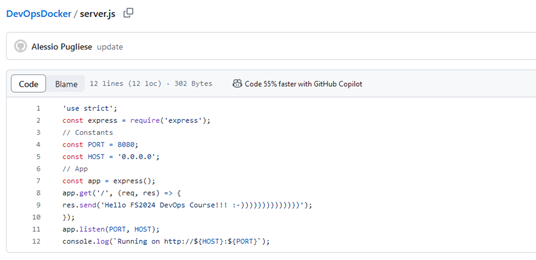 DevOpsDocker / server.js
Alessio Pugliese update
Code Blame 12 lines (12 loc) · 302 Bytes Code 55% faster with GitHub Copilot
1 'use strict';
2 const express = require('express');
3 // Constants
4 const PORT = 8080;
5 const HOST = '0.0.0.0';
6 // App
7 const app = express();
8 app.get('/', (req, res) => {
9 res.send('Hello FS2024 DevOps Course!!! :-))))))))))))))))');
10 });
11 app.listen(PORT, HOST);
12 console.log(`Running on http://${HOST}:${PORT}`);